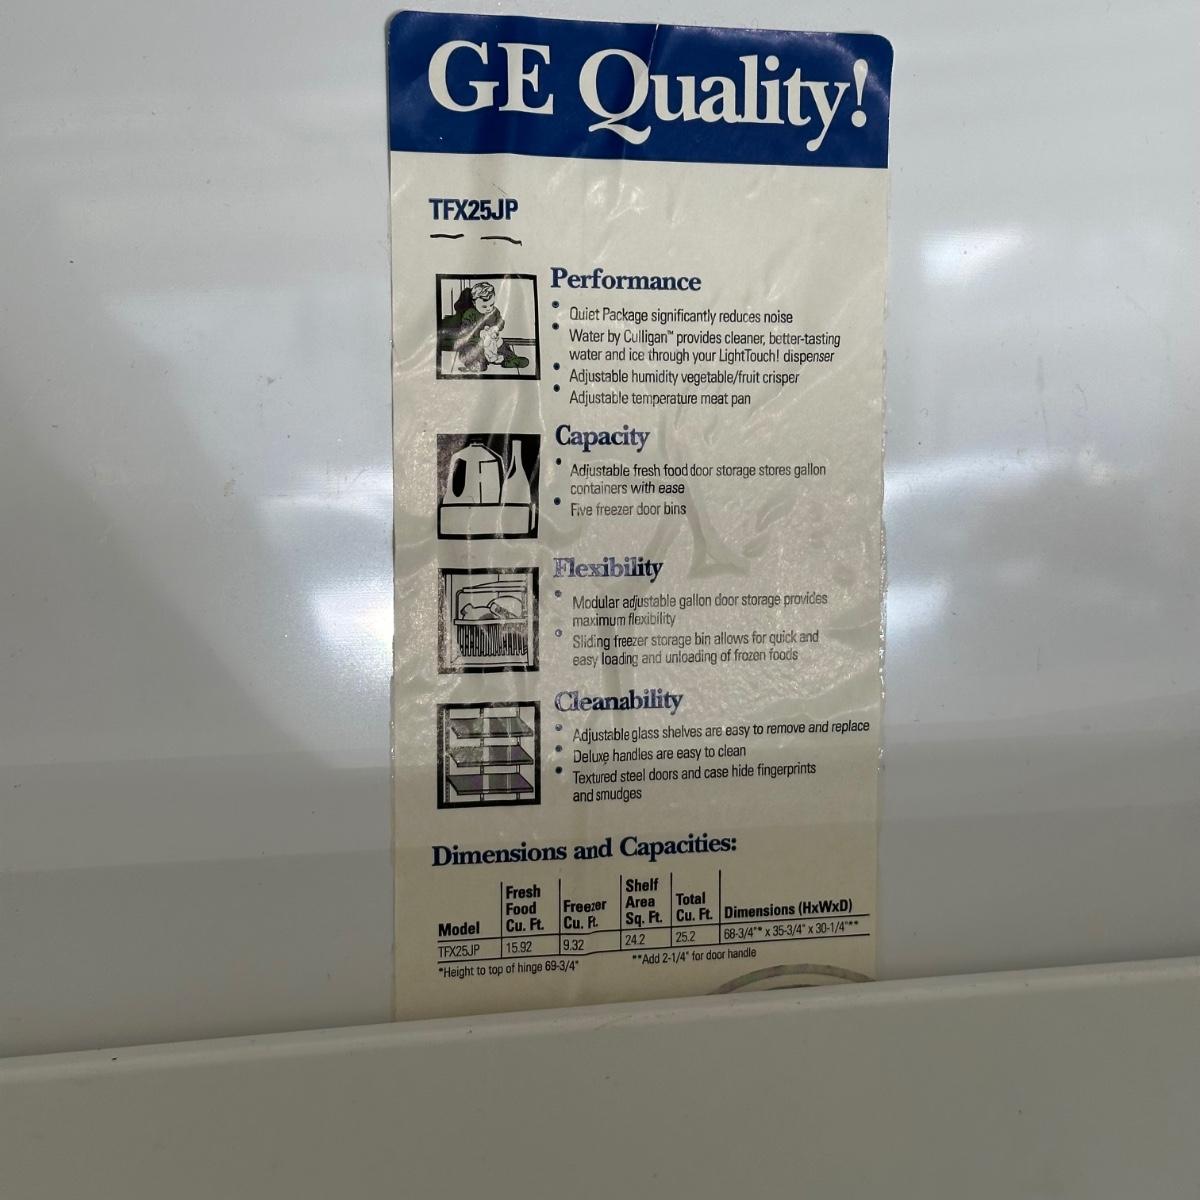 GE Quality!
TFX25JP
Performance
• Quiet Package significantly reduces noise
• Water by Culligan™ provides cleaner, better-tasting
water and ice through your LightTouch! dispenser
• Adjustable humidity vegetable/fruit crisper
• Adjustable temperature meat pan
Capacity
• Adjustable fresh food door storage stores gallon
containers with ease
• Five freezer door bins
Flexibility
• Modular adjustable gallon door storage provides
maximum flexibility
• Sliding freezer storage bin allows for quick and
easy loading and unloading of frozen foods
Cleanability
• Adjustable glass shelves are easy to remove and replace
• Deluxe handles are easy to clean
• Textured steel doors and case hide fingerprints
and smudges
Dimensions and Capacities:
Model Fresh Food Cu. Ft. Freezer Cu. Ft. Shelf Area Sq. Ft. Total Cu. Ft. Dimensions (HxWxD)
TFX25JP 15.92 9.32 24.2 25.2 68-3/4"* x 35-3/4" x 30-1/4"**
*Height to top of hinge 69-3/4" **Add 2-1/4" for door handle